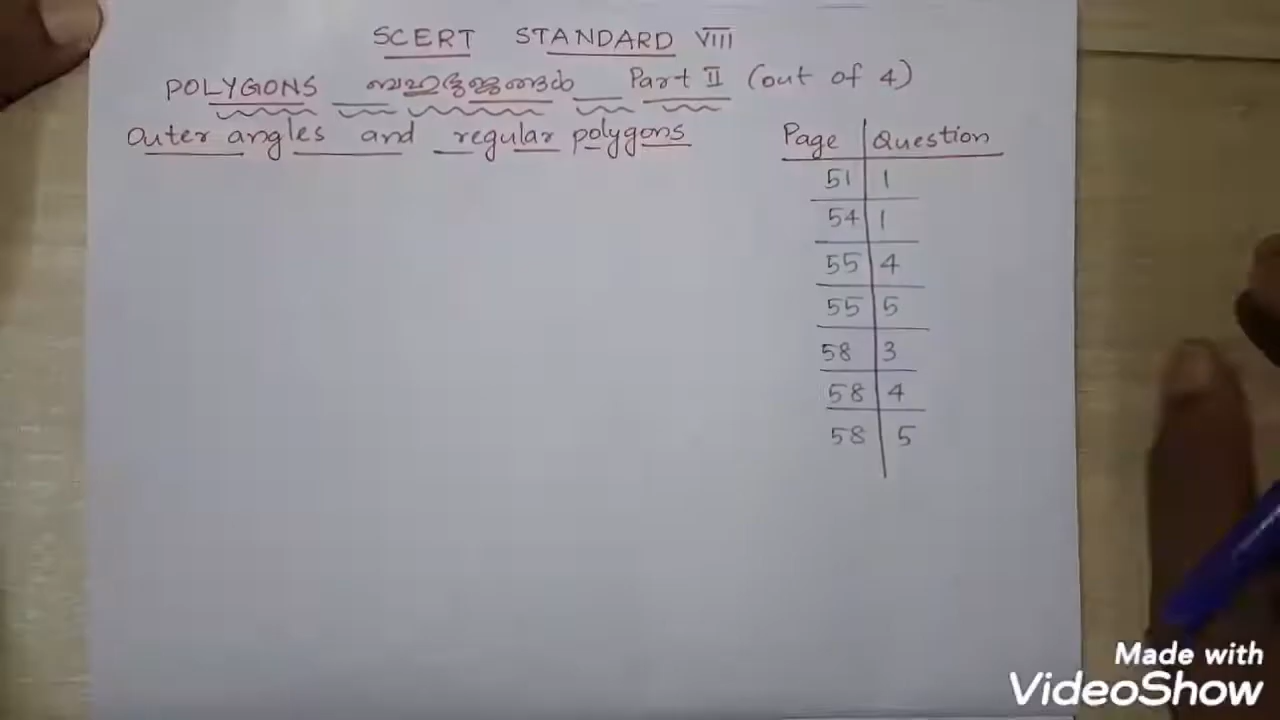 SCERT STANDARD VIII
POLYGONS ബഹുഭുജങ്ങൾ Part II (out of 4)
Outer angles and regular polygons
Page Question
51 1
54 1
55 4
55 5
58 3
58 4
58 5
Made with
VideoShow